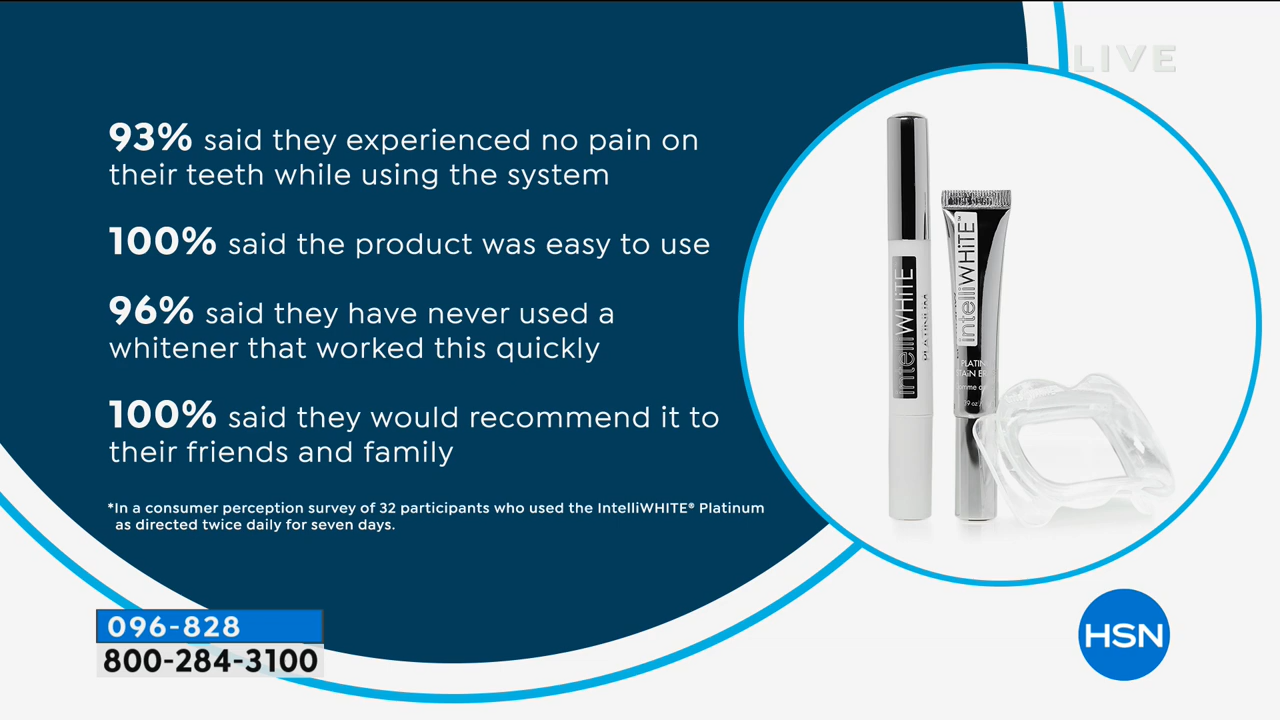 LIVE
93% said they experienced no pain on
their teeth while using the system
100% said the product was easy to use
96% said they have never used a
whitener that worked this quickly
100% said they would recommend it to
their friends and family
*In a consumer perception survey of 32 participants who used the IntelliWHITE® Platinum
as directed twice daily for seven days.
intelliWHiTE
PLATINUM
intelliWHiTE™
096-828
800-284-3100
HSN